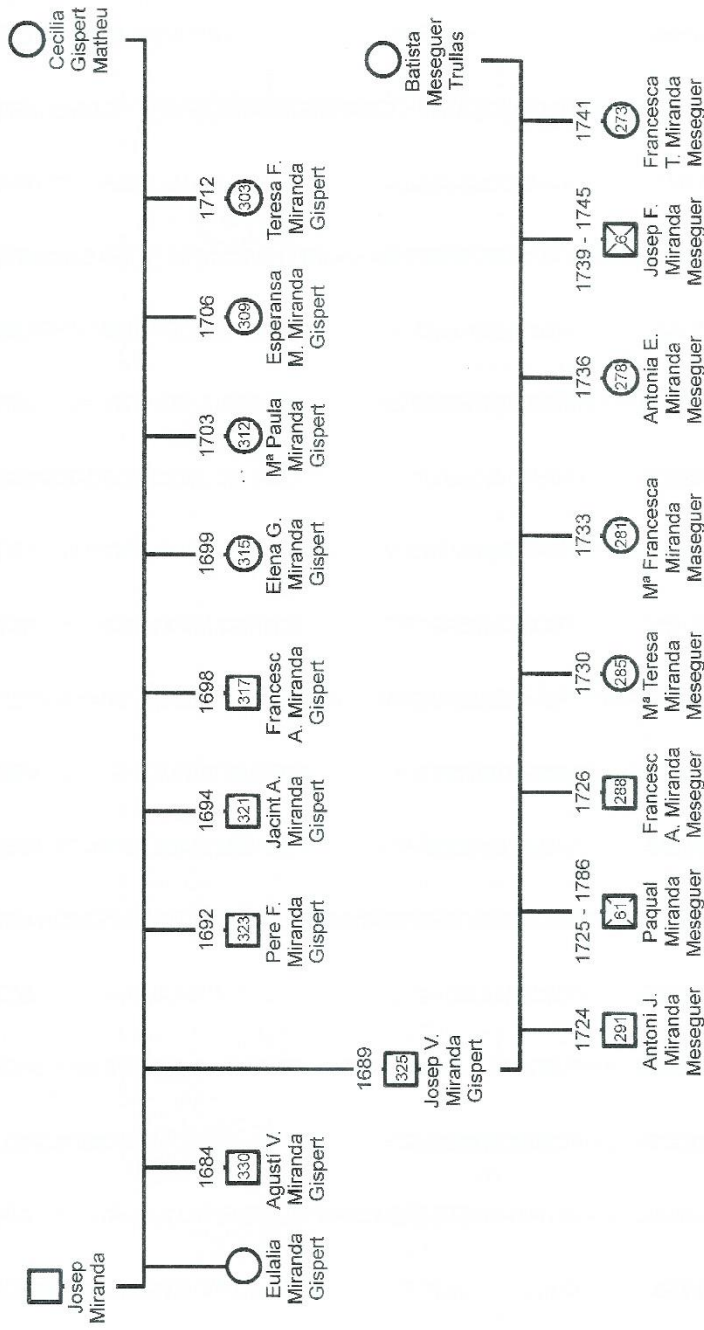 Josep
Miranda
Cecilia
Gispert
Matheu
Eulalia
Miranda
Gispert
1684
330
Agustí V.
Miranda
Gispert
1689
325
Josep V.
Miranda
Gispert
1692
323
Pere F.
Miranda
Gispert
1694
321
Jacint A.
Miranda
Gispert
1698
317
Francesc
A. Miranda
Gispert
1699
315
Elena G.
Miranda
Gispert
1703
312
Mª Paula
Miranda
Gispert
1706
309
Esperansa
M. Miranda
Gispert
1712
303
Teresa F.
Miranda
Gispert
Batista
Meseguer
Trullas
1724
291
Antoni J.
Miranda
Meseguer
1725 - 1786
61
Paqual
Miranda
Meseguer
1726
288
Francesc
A. Miranda
Meseguer
1730
285
Mª Teresa
Miranda
Meseguer
1733
281
Mª Francesca
Miranda
Maseguer
1736
278
Antonia E.
Miranda
Meseguer
1739 - 1745
6
Josep F.
Miranda
Meseguer
1741
273
Francesca
T. Miranda
Meseguer